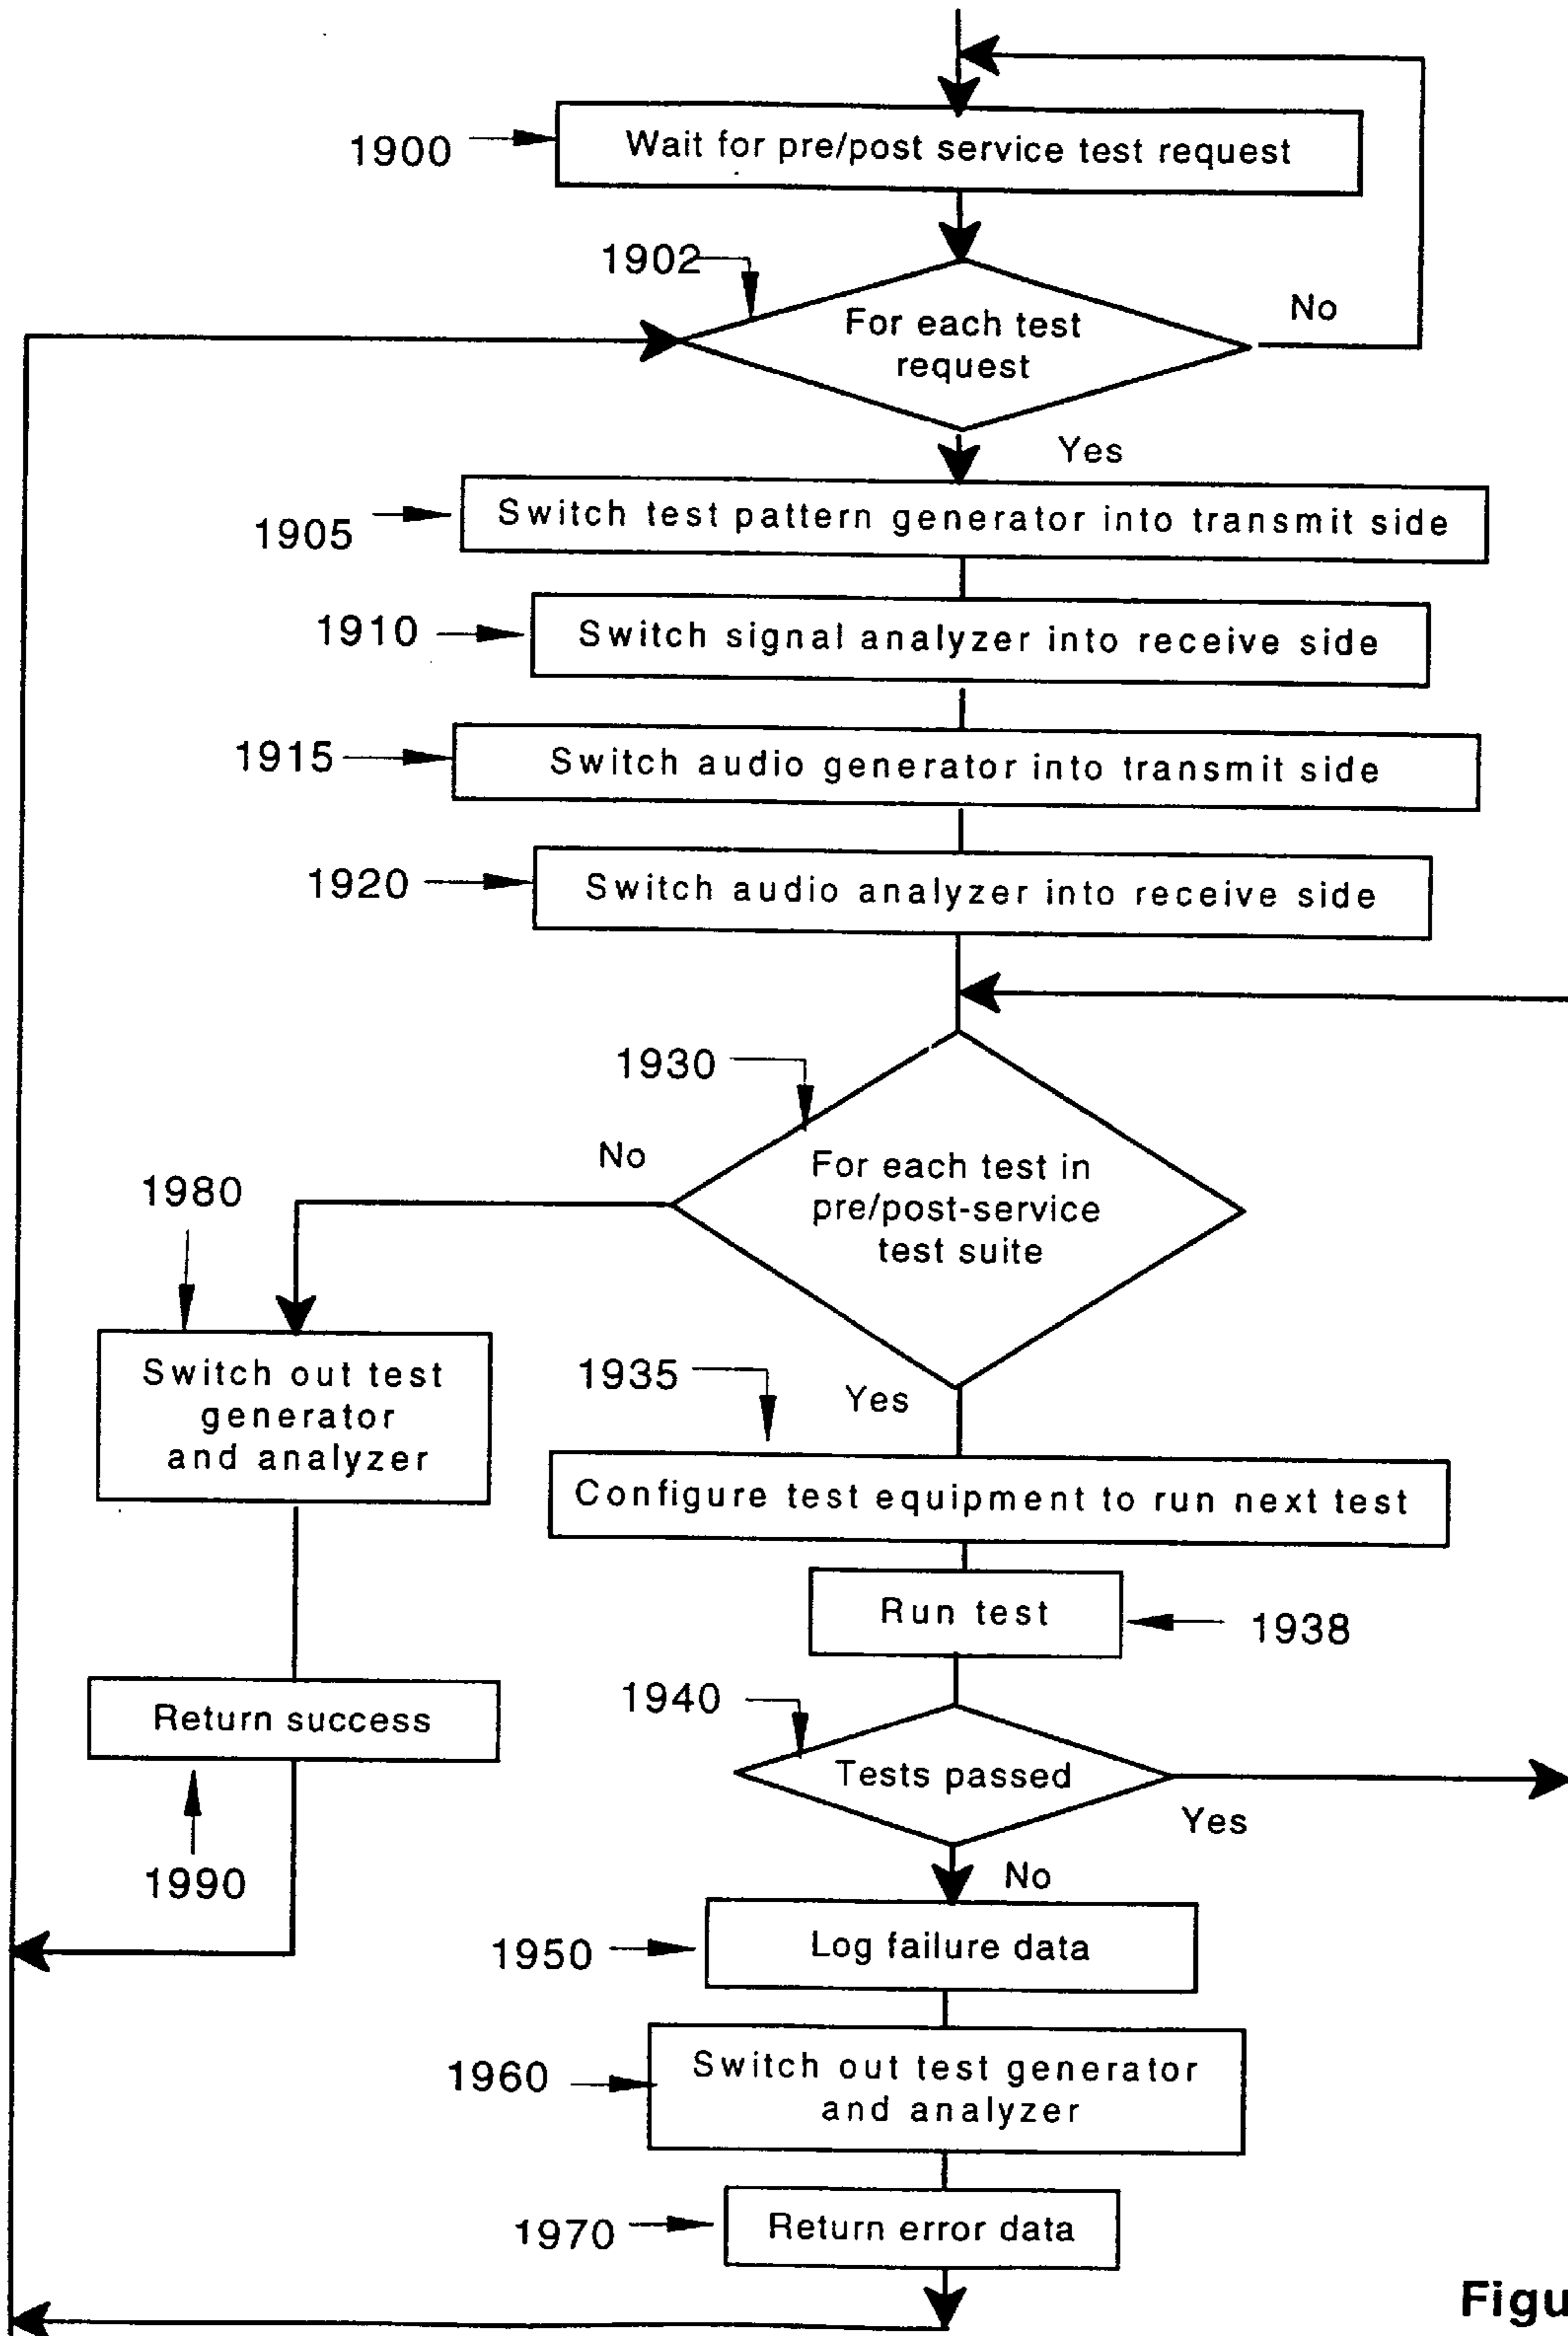 1900
Wait for pre/post service test request
1902
For each test
request
No
Yes
1905
Switch test pattern generator into transmit side
1910
Switch signal analyzer into receive side
1915
Switch audio generator into transmit side
1920
Switch audio analyzer into receive side
1930
For each test in
pre/post-service
test suite
No
Yes
1980
Switch out test
generator
and analyzer
1935
Configure test equipment to run next test
Run test
1938
Return success
1990
1940
Tests passed
Yes
No
1950
Log failure data
1960
Switch out test generator
and analyzer
1970
Return error data
Figu